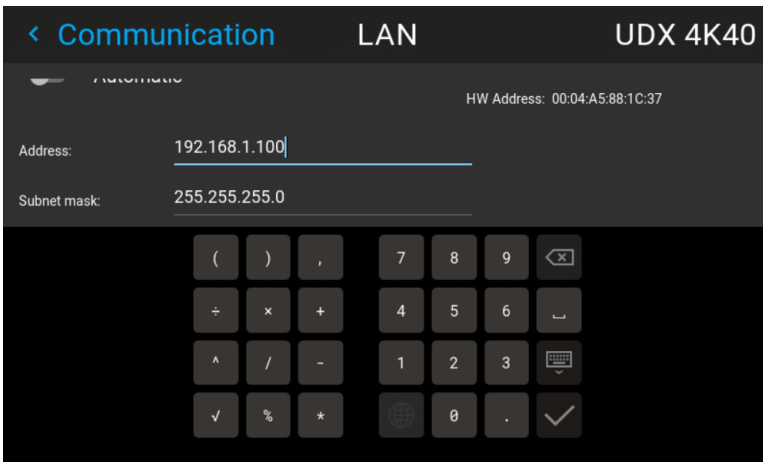 ‹ Communication LAN UDX 4K40
Automatic
HW Address: 00:04:A5:88:1C:37
Address: 192.168.1.100
Subnet mask: 255.255.255.0
( ) , 7 8 9
÷ × + 4 5 6
^ / - 1 2 3
√ % * 0 .